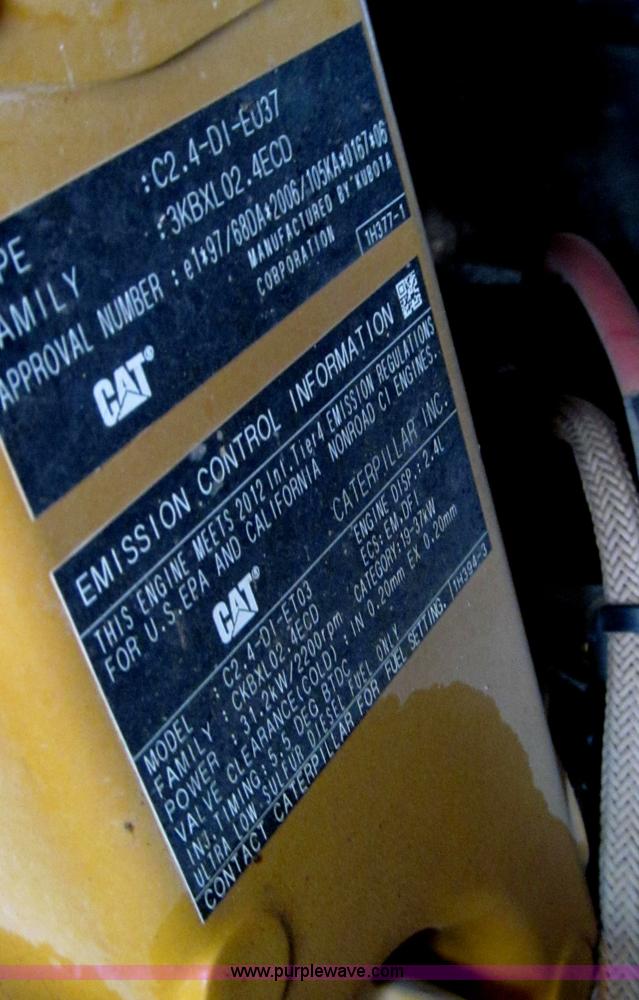 PE : C2.4-DI-EU37
AMILY : 3KBXL02.4ECD
APPROVAL NUMBER : e1*97/68DA*2006/105KA*0167*06
MANUFACTURED BY KUBOTA
CORPORATION
1H377-1
CAT®
EMISSION CONTROL INFORMATION
THIS ENGINE MEETS 2012 Int.Tier4 EMISSION REGULATIONS
FOR U.S.EPA AND CALIFORNIA NONROAD CI ENGINES.
CAT® CATERPILLAR INC.
MODEL : C2.4-DI-ET03 ENGINE DISP.:2.4L
FAMILY : CKBXL02.4ECD ECS:EM,DFI
POWER : 31.2kW/2200rpm CATEGORY:19-37kW
VALVE CLEARANCE(COLD) : IN 0.20mm EX 0.20mm
INJ.TIMING:5.5 DEG BTDC
ULTRA LOW SULFUR DIESEL FUEL ONLY
CONTACT CATERPILLAR FOR FUEL SETTING. 1H394-3
www.purplewave.com